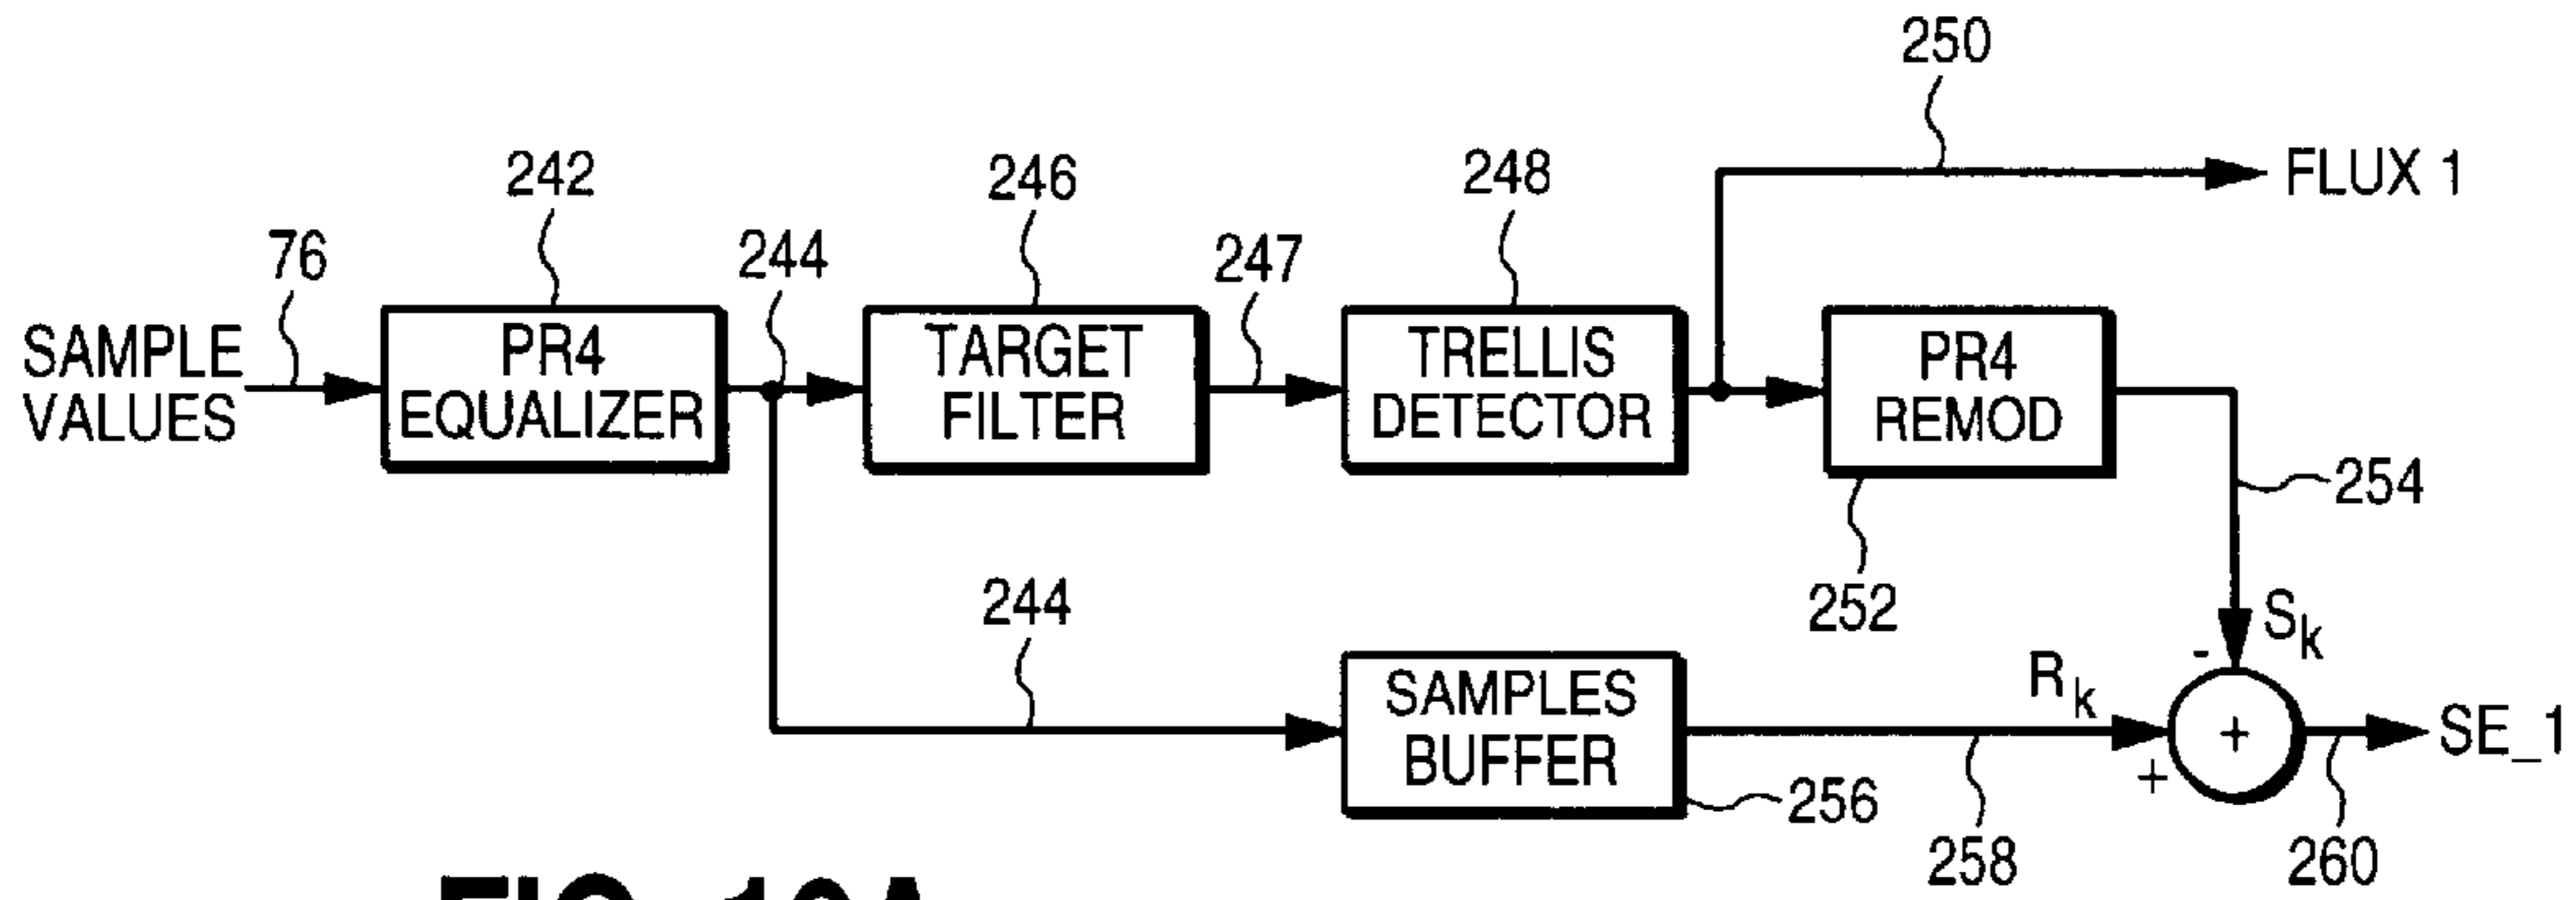 250
FLUX 1
242
246
248
76
244
247
SAMPLE
VALUES
PR4
EQUALIZER
TARGET
FILTER
TRELLIS
DETECTOR
PR4
REMOD
254
252
244
S_k
-
SAMPLES
BUFFER
R_k
+
+
SE_1
256
258
260